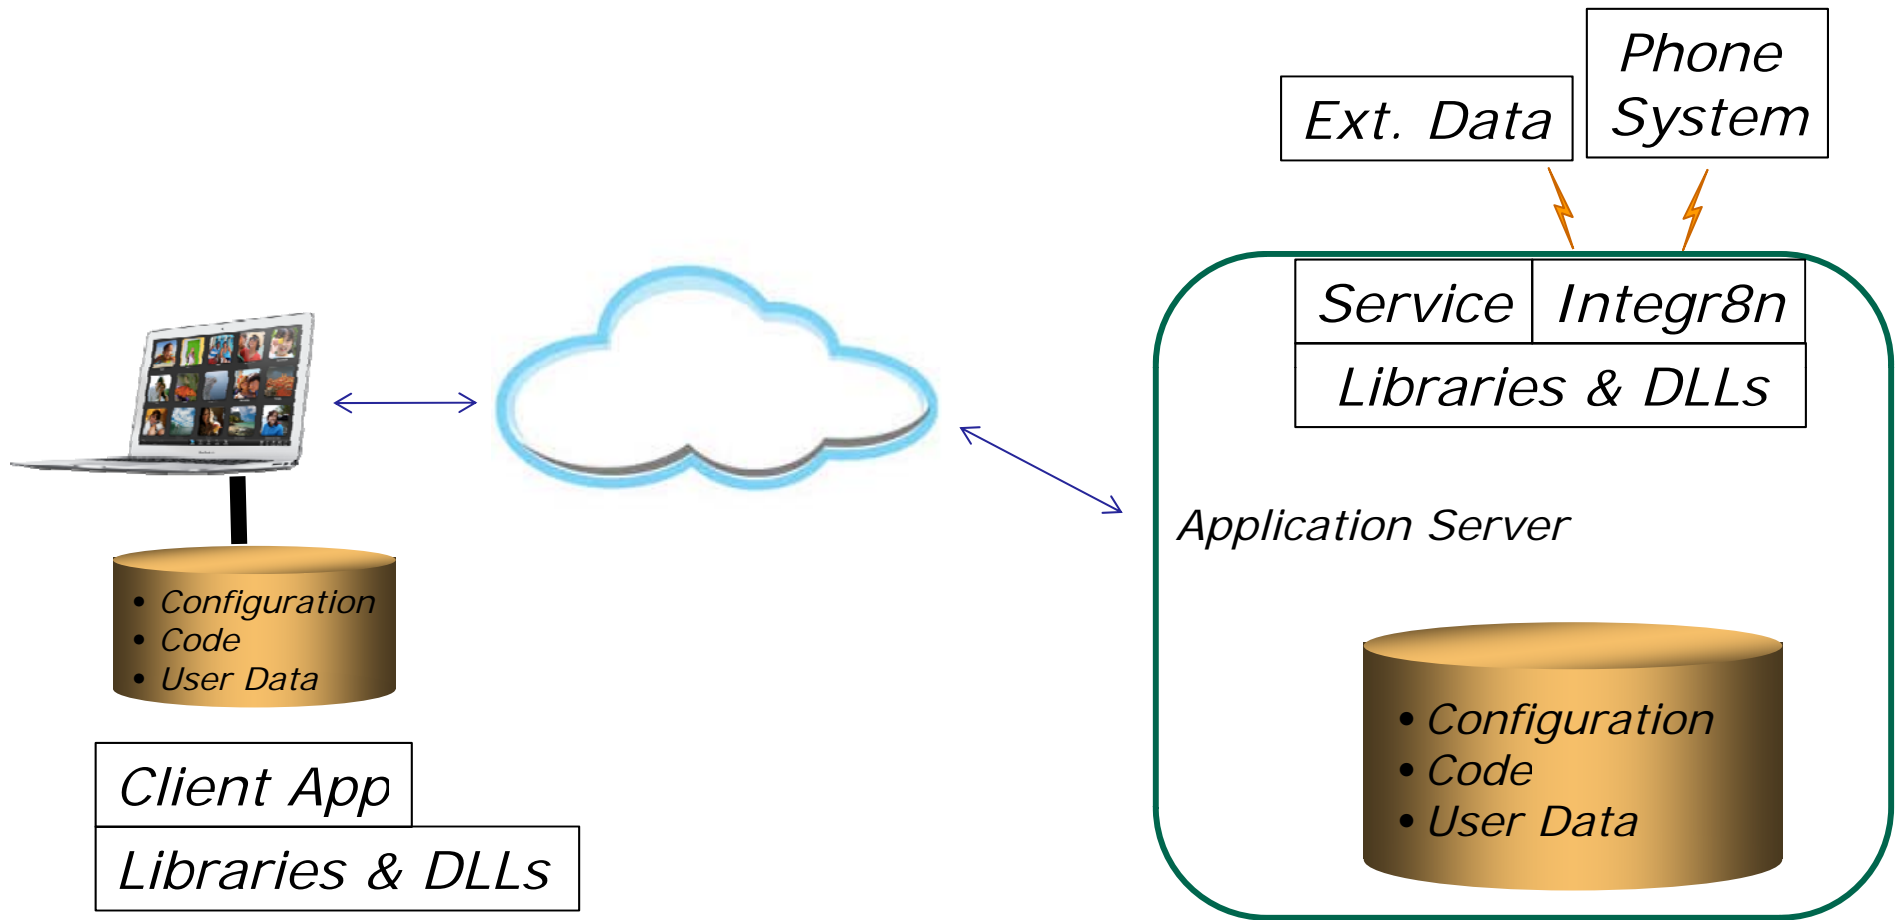 Phone
System
Ext. Data
Service
Integr8n
Libraries & DLLs
Application Server
• Configuration
• Code
• User Data
Client App
Libraries & DLLs
• Configuration
• Code
• User Data